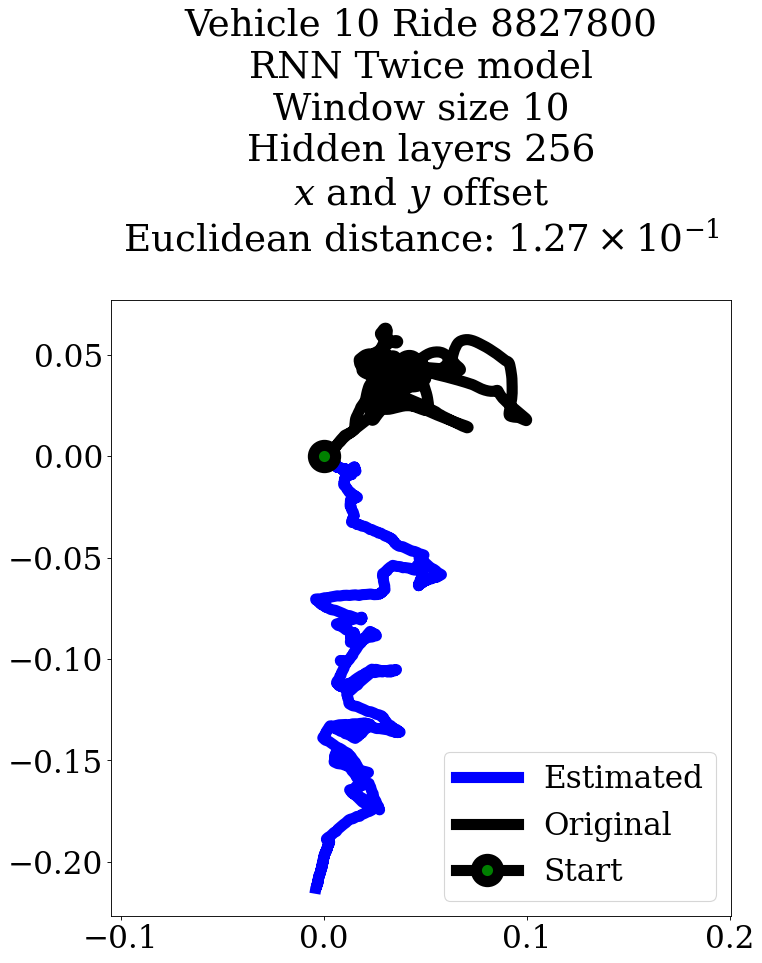 Vehicle 10 Ride 8827800
RNN Twice model
Window size 10
Hidden layers 256
x and y offset
Euclidean distance: 1.27 × 10⁻¹
0.05
0.00
−0.05
−0.10
−0.15
−0.20
Estimated
Original
Start
−0.1
0.0
0.1
0.2